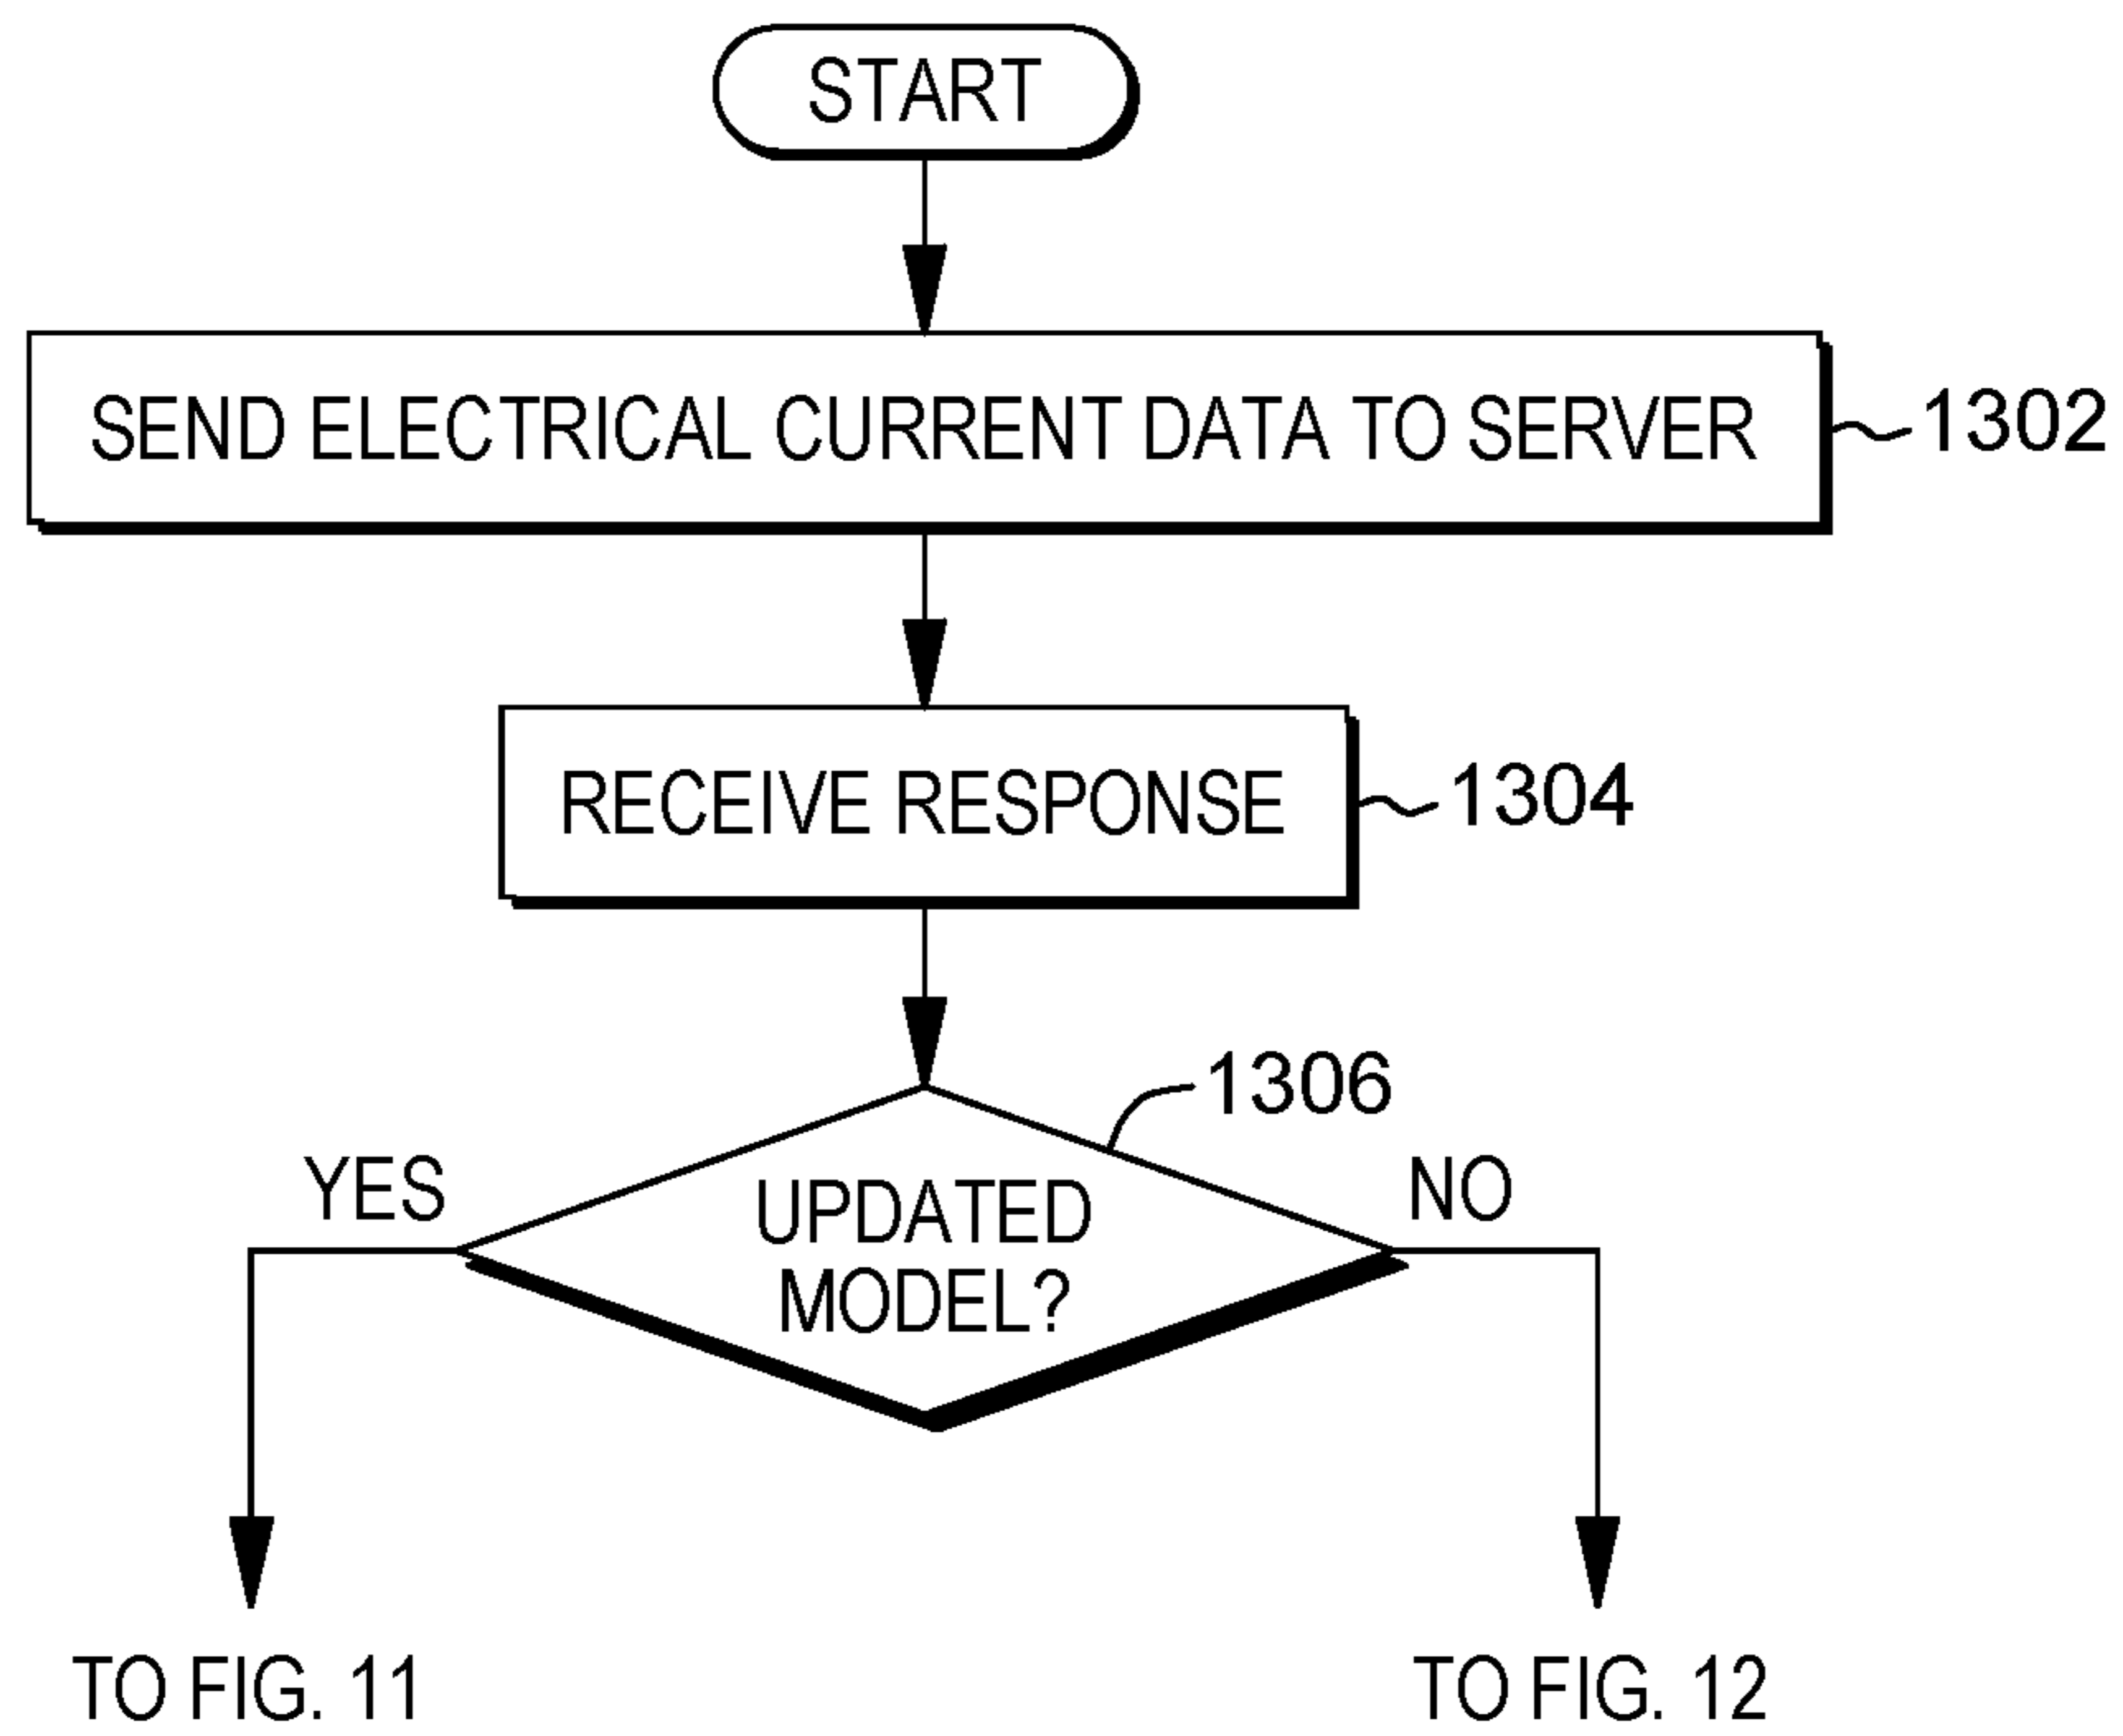 START
SEND ELECTRICAL CURRENT DATA TO SERVER
1302
RECEIVE RESPONSE
1304
1306
YES
NO
UPDATED
MODEL?
TO FIG. 11
TO FIG. 12